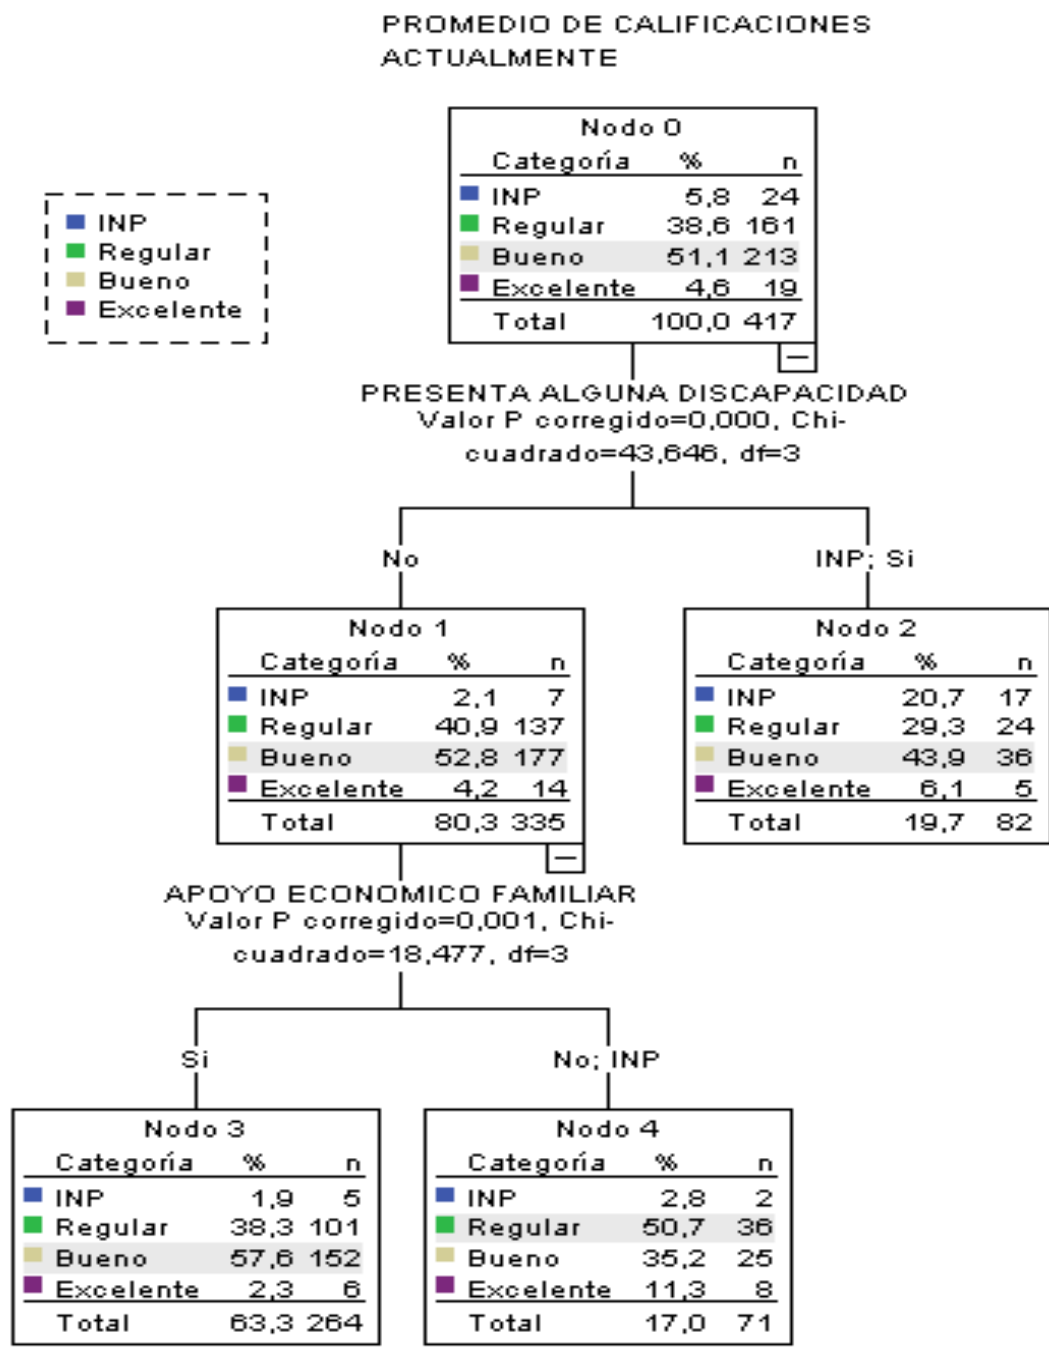 PROMEDIO DE CALIFICACIONES
ACTUALMENTE
INP
Regular
Bueno
Excelente
Nodo 0
Categoría % n
INP 5,8 24
Regular 38,6 161
Bueno 51,1 213
Excelente 4,6 19
Total 100,0 417
PRESENTA ALGUNA DISCAPACIDAD
Valor P corregido=0,000, Chi-
cuadrado=43,646, df=3
No
INP; Si
Nodo 1
Categoría % n
INP 2,1 7
Regular 40,9 137
Bueno 52,8 177
Excelente 4,2 14
Total 80,3 335
Nodo 2
Categoría % n
INP 20,7 17
Regular 29,3 24
Bueno 43,9 36
Excelente 6,1 5
Total 19,7 82
APOYO ECONOMICO FAMILIAR
Valor P corregido=0,001, Chi-
cuadrado=18,477, df=3
Si
No; INP
Nodo 3
Categoría % n
INP 1,9 5
Regular 38,3 101
Bueno 57,6 152
Excelente 2,3 6
Total 63,3 264
Nodo 4
Categoría % n
INP 2,8 2
Regular 50,7 36
Bueno 35,2 25
Excelente 11,3 8
Total 17,0 71